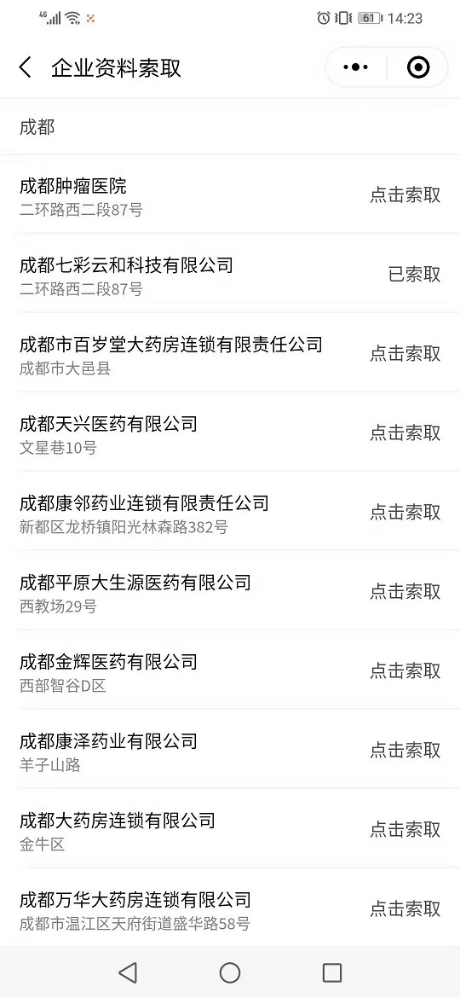 4G
61
14:23
企业资料索取
成都
成都肿瘤医院
二环路西二段87号
点击索取
成都七彩云和科技有限公司
二环路西二段87号
已索取
成都市百岁堂大药房连锁有限责任公司
成都市大邑县
点击索取
成都天兴医药有限公司
文星巷10号
点击索取
成都康邻药业连锁有限责任公司
新都区龙桥镇阳光林森路382号
点击索取
成都平原大生源医药有限公司
西教场29号
点击索取
成都金辉医药有限公司
西部智谷D区
点击索取
成都康泽药业有限公司
羊子山路
点击索取
成都大药房连锁有限公司
金牛区
点击索取
成都万华大药房连锁有限公司
成都市温江区天府街道盛华路58号
点击索取